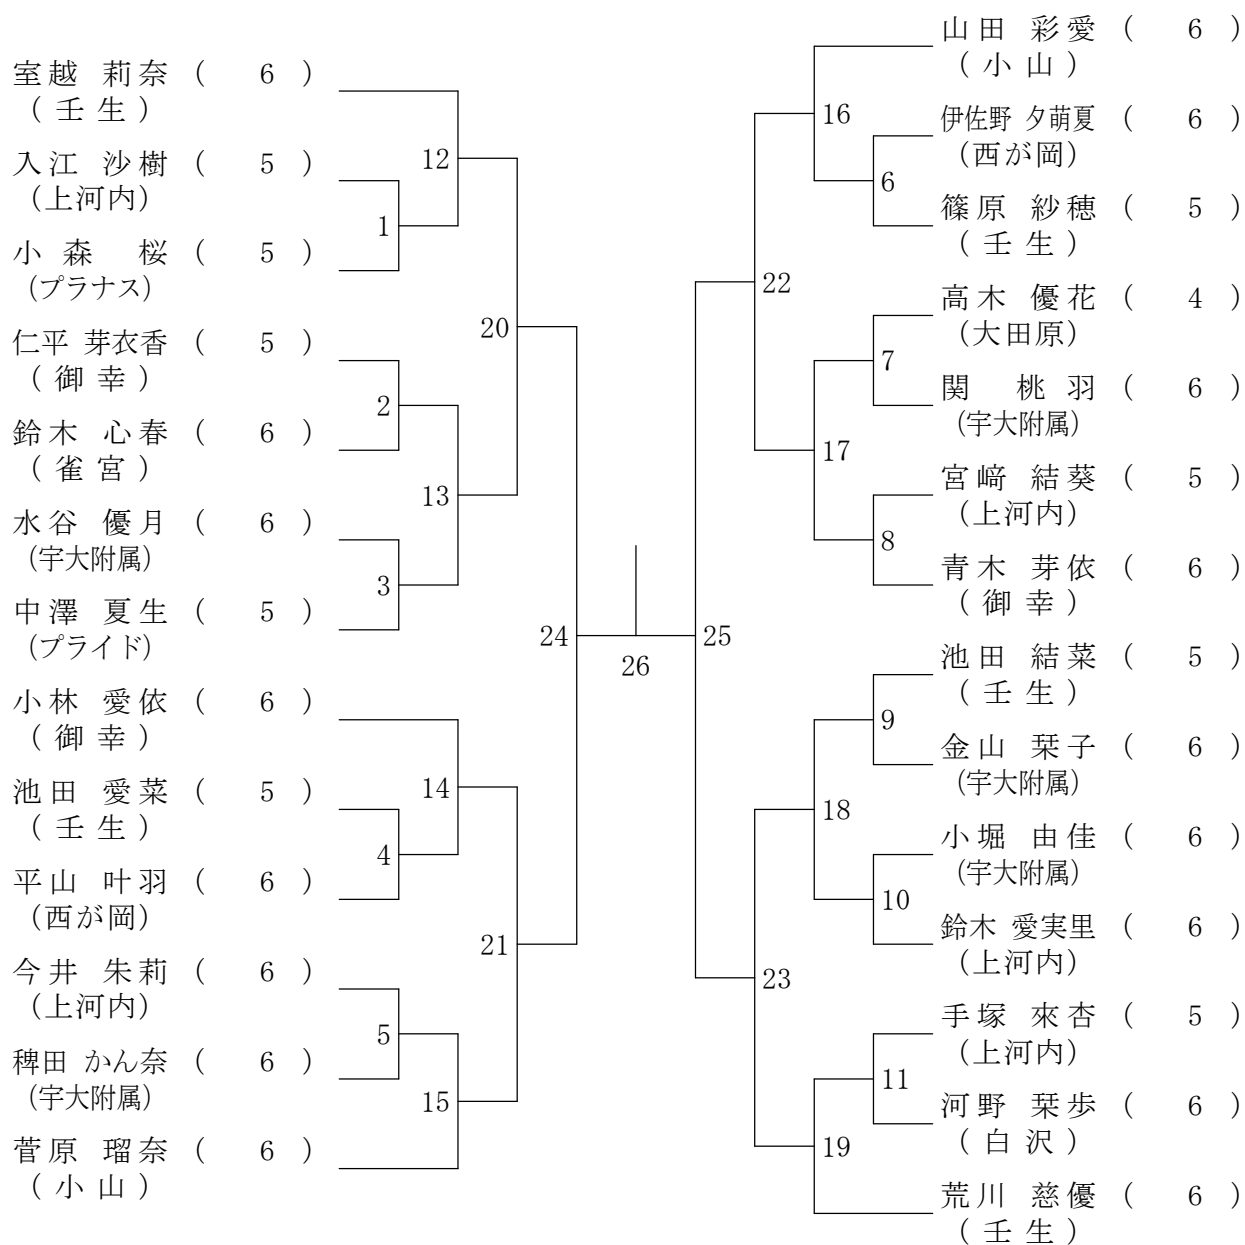 室越 莉奈 ( 6 )
( 壬 生 )
入江 沙樹 ( 5 )
(上河内)
小 森 桜 ( 5 )
(プラナス)
仁平 芽衣香 ( 5 )
( 御 幸 )
鈴木 心春 ( 6 )
( 雀 宮 )
水谷 優月 ( 6 )
(宇大附属)
中澤 夏生 ( 5 )
(プライド)
小林 愛依 ( 6 )
( 御 幸 )
池田 愛菜 ( 5 )
( 壬 生 )
平山 叶羽 ( 6 )
(西が岡)
今井 朱莉 ( 6 )
(上河内)
稗田 かん奈 ( 6 )
(宇大附属)
菅原 瑠奈 ( 6 )
( 小 山 )
1
2
3
4
5
12
13
14
15
20
21
24
26
25
22
23
16
17
18
19
6
7
8
9
10
11
山田 彩愛 ( 6 )
( 小 山 )
伊佐野 夕萌夏 ( 6 )
(西が岡)
篠原 紗穂 ( 5 )
( 壬 生 )
高木 優花 ( 4 )
(大田原)
関 桃羽 ( 6 )
(宇大附属)
宮﨑 結葵 ( 5 )
(上河内)
青木 芽依 ( 6 )
( 御 幸 )
池田 結菜 ( 5 )
( 壬 生 )
金山 栞子 ( 6 )
(宇大附属)
小堀 由佳 ( 6 )
(宇大附属)
鈴木 愛実里 ( 6 )
(上河内)
手塚 來杏 ( 5 )
(上河内)
河野 栞歩 ( 6 )
( 白 沢 )
荒川 慈優 ( 6 )
( 壬 生 )